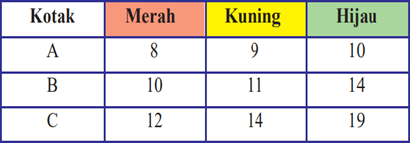 Kotak Merah Kuning Hijau
A 8 9 10
B 10 11 14
C 12 14 19